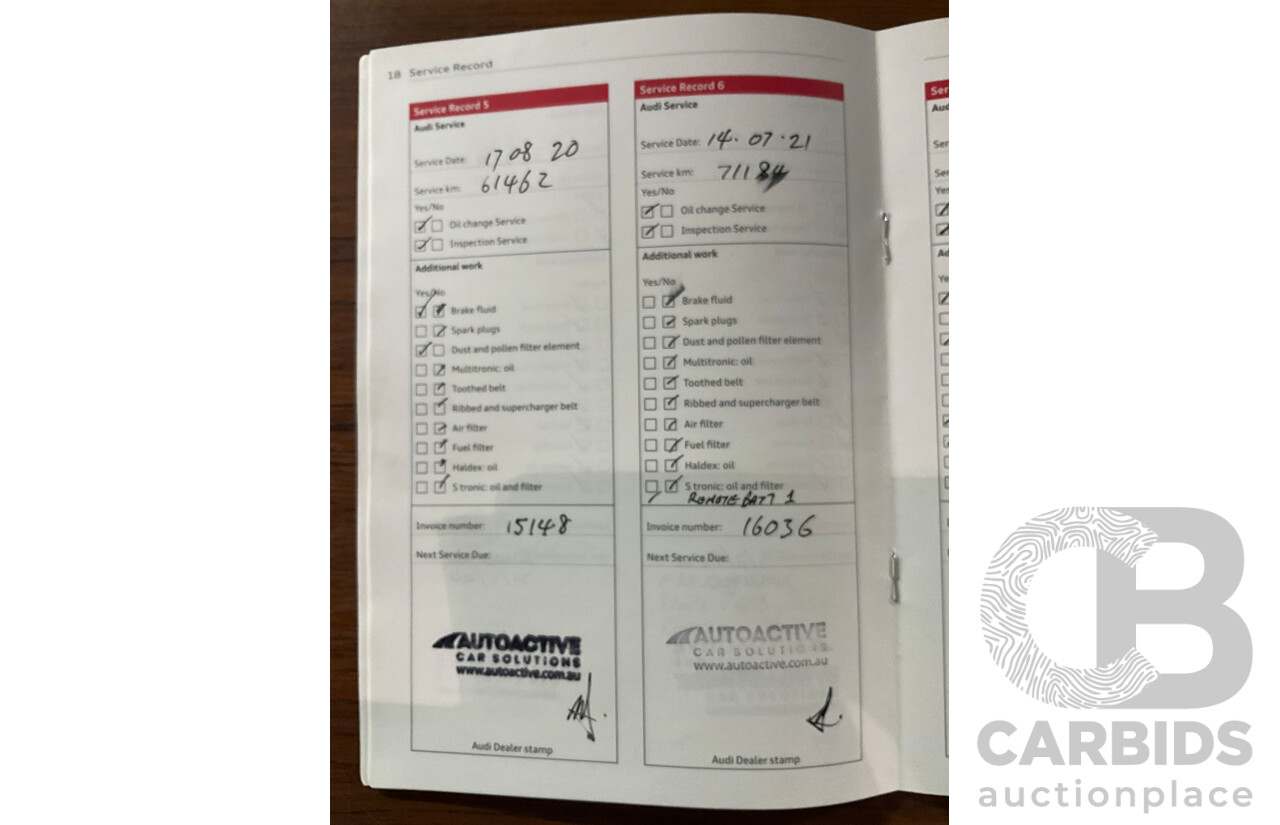 18 Service Record
Service Record 5
Audi Service
Service Date: 17 08 20
Service km: 61462
Yes/No
Oil change Service
Inspection Service
Additional work
Yes/No
Brake fluid
Spark plugs
Dust and pollen filter element
Multitronic: oil
Toothed belt
Ribbed and supercharger belt
Air filter
Fuel filter
Haldex: oil
S tronic: oil and filter
Invoice number: 15148
Next Service Due:
AUTOACTIVE
CAR SOLUTIONS
www.autoactive.com.au
Audi Dealer stamp
Service Record 6
Audi Service
Service Date: 14.07.21
Service km: 71184
Yes/No
Oil change Service
Inspection Service
Additional work
Yes/No
Brake fluid
Spark plugs
Dust and pollen filter element
Multitronic: oil
Toothed belt
Ribbed and supercharger belt
Air filter
Fuel filter
Haldex: oil
S tronic: oil and filter
REMOTE BATT 1
Invoice number: 16036
Next Service Due:
AUTOACTIVE
CAR SOLUTIONS
www.autoactive.com.au
Audi Dealer stamp
CB
CARBIDS
auctionplace